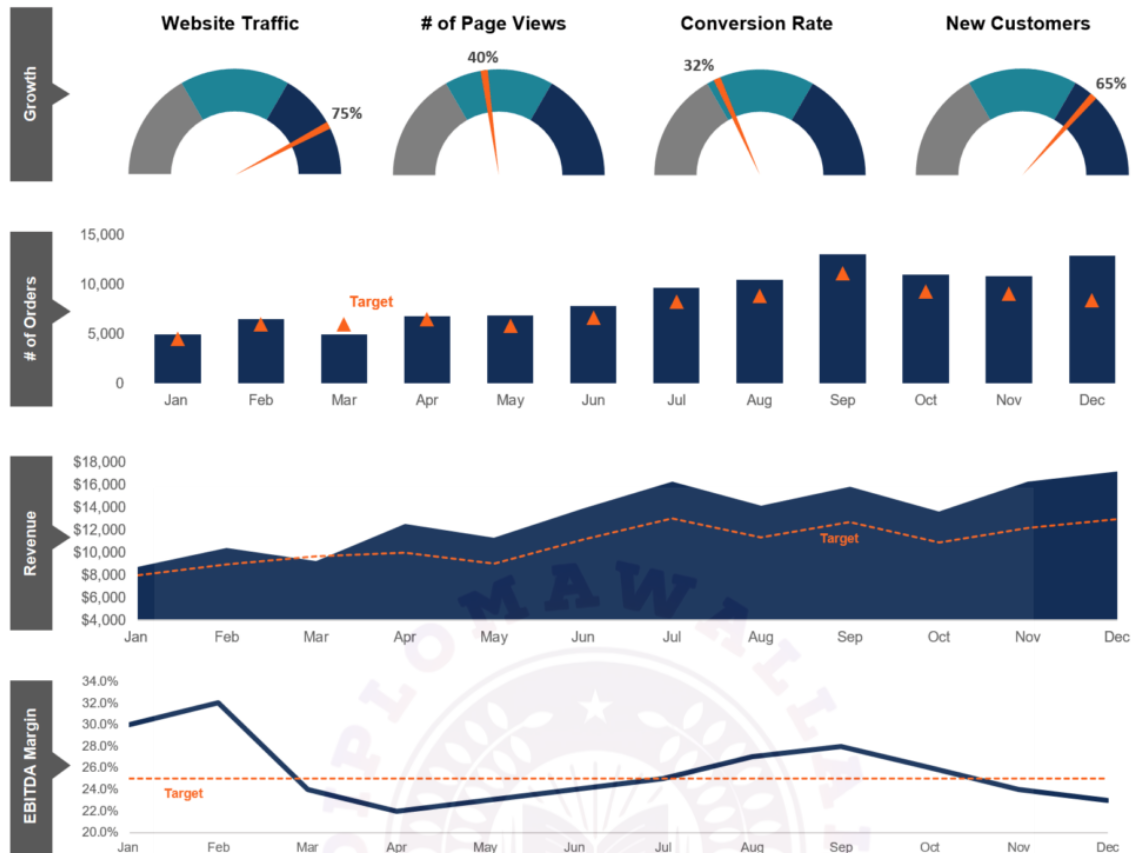 Website Traffic
# of Page Views
Conversion Rate
New Customers
Growth
75%
40%
32%
65%
# of Orders
15,000
10,000
5,000
0
Target
Jan Feb Mar Apr May Jun Jul Aug Sep Oct Nov Dec
Revenue
$18,000
$16,000
$14,000
$12,000
$10,000
$8,000
$6,000
$4,000
Target
Jan Feb Mar Apr May Jun Jul Aug Sep Oct Nov Dec
EBITDA Margin
34.0%
32.0%
30.0%
28.0%
26.0%
24.0%
22.0%
20.0%
Target
Jan Feb Mar Apr May Jun Jul Aug Sep Oct Nov Dec